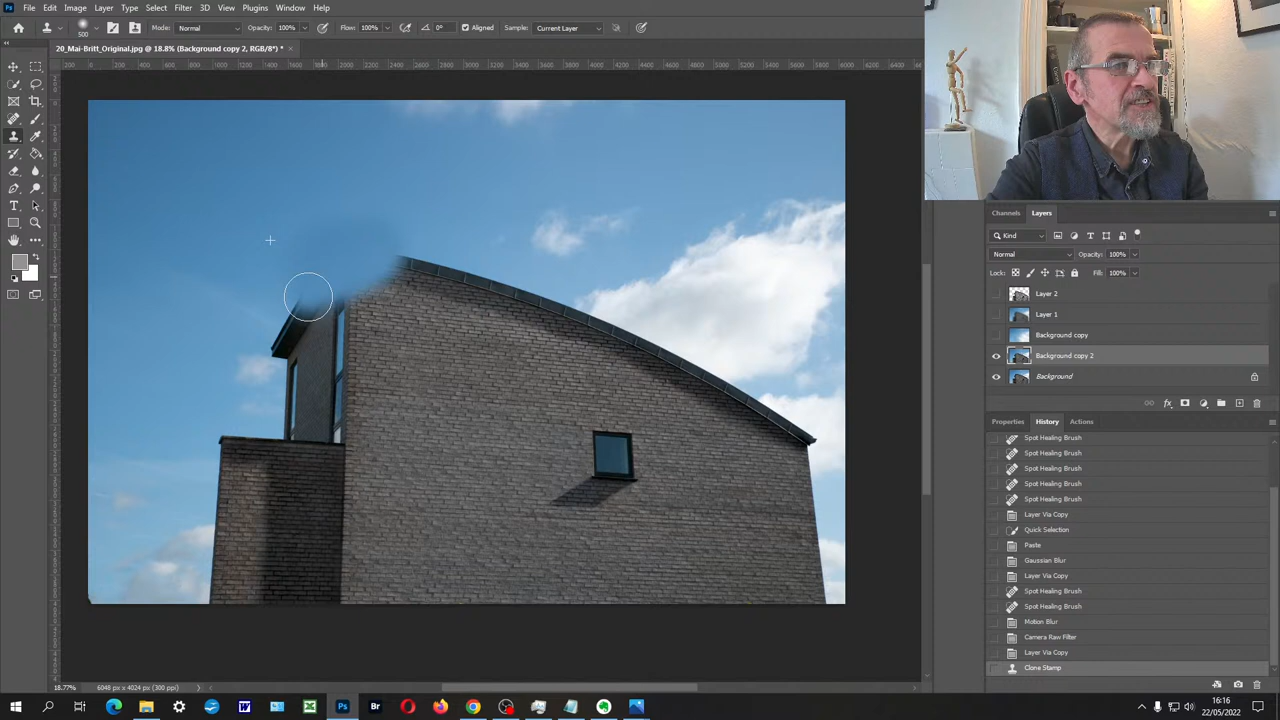 Ps File Edit Image Layer Type Select Filter 3D View Plugins Window Help
500 Mode: Normal Opacity: 100% Flow: 100% 0° Aligned Sample: Current Layer
20_Mai-Britt_Original.jpg @ 18.8% (Background copy 2, RGB/8*) * ×
Channels Layers
Kind
Normal Opacity: 100%
Lock: Fill: 100%
Layer 2
Layer 1
Background copy
Background copy 2
Background
Properties History Actions
Spot Healing Brush
Spot Healing Brush
Spot Healing Brush
Spot Healing Brush
Spot Healing Brush
Layer Via Copy
Quick Selection
Paste
Gaussian Blur
Layer Via Copy
Spot Healing Brush
Spot Healing Brush
Motion Blur
Camera Raw Filter
Layer Via Copy
Clone Stamp
18.77% 6048 px x 4024 px (300 ppi)
16:16
22/05/2022